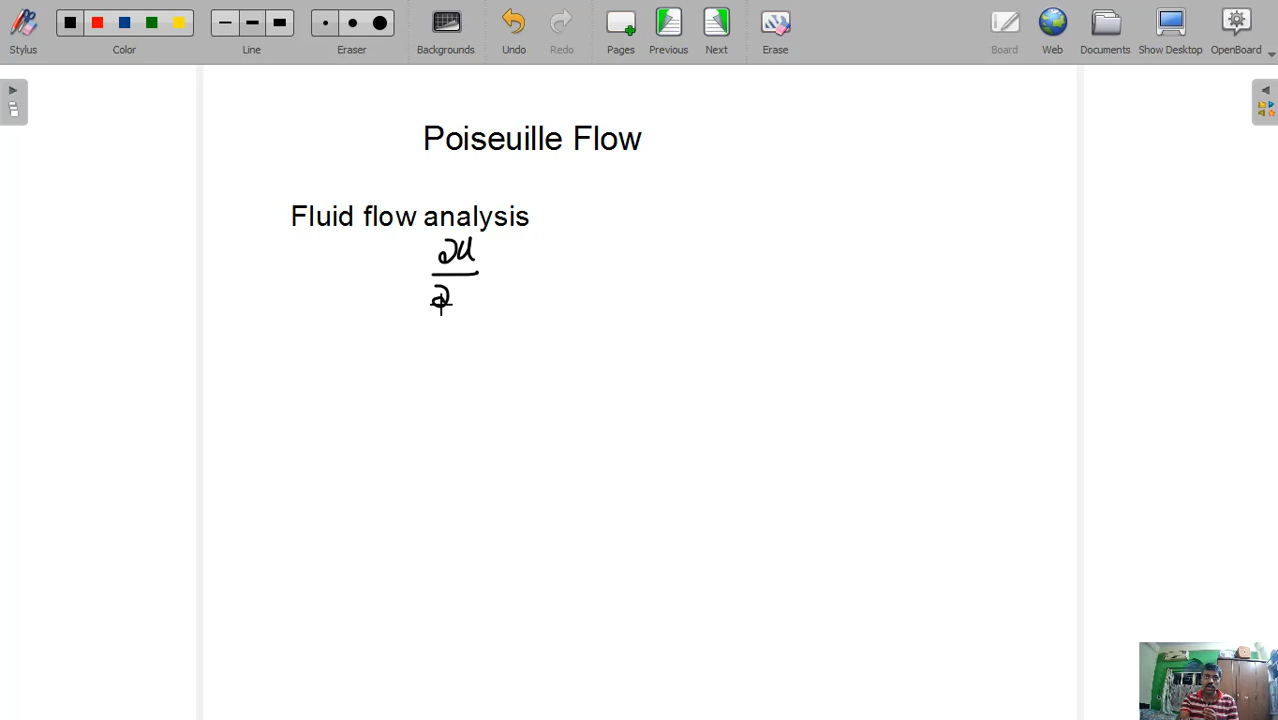 Stylus Color Line Eraser Backgrounds Undo Redo Pages Previous Next Erase Board Web Documents Show Desktop OpenBoard
Poiseuille Flow
Fluid flow analysis
∂u
∂